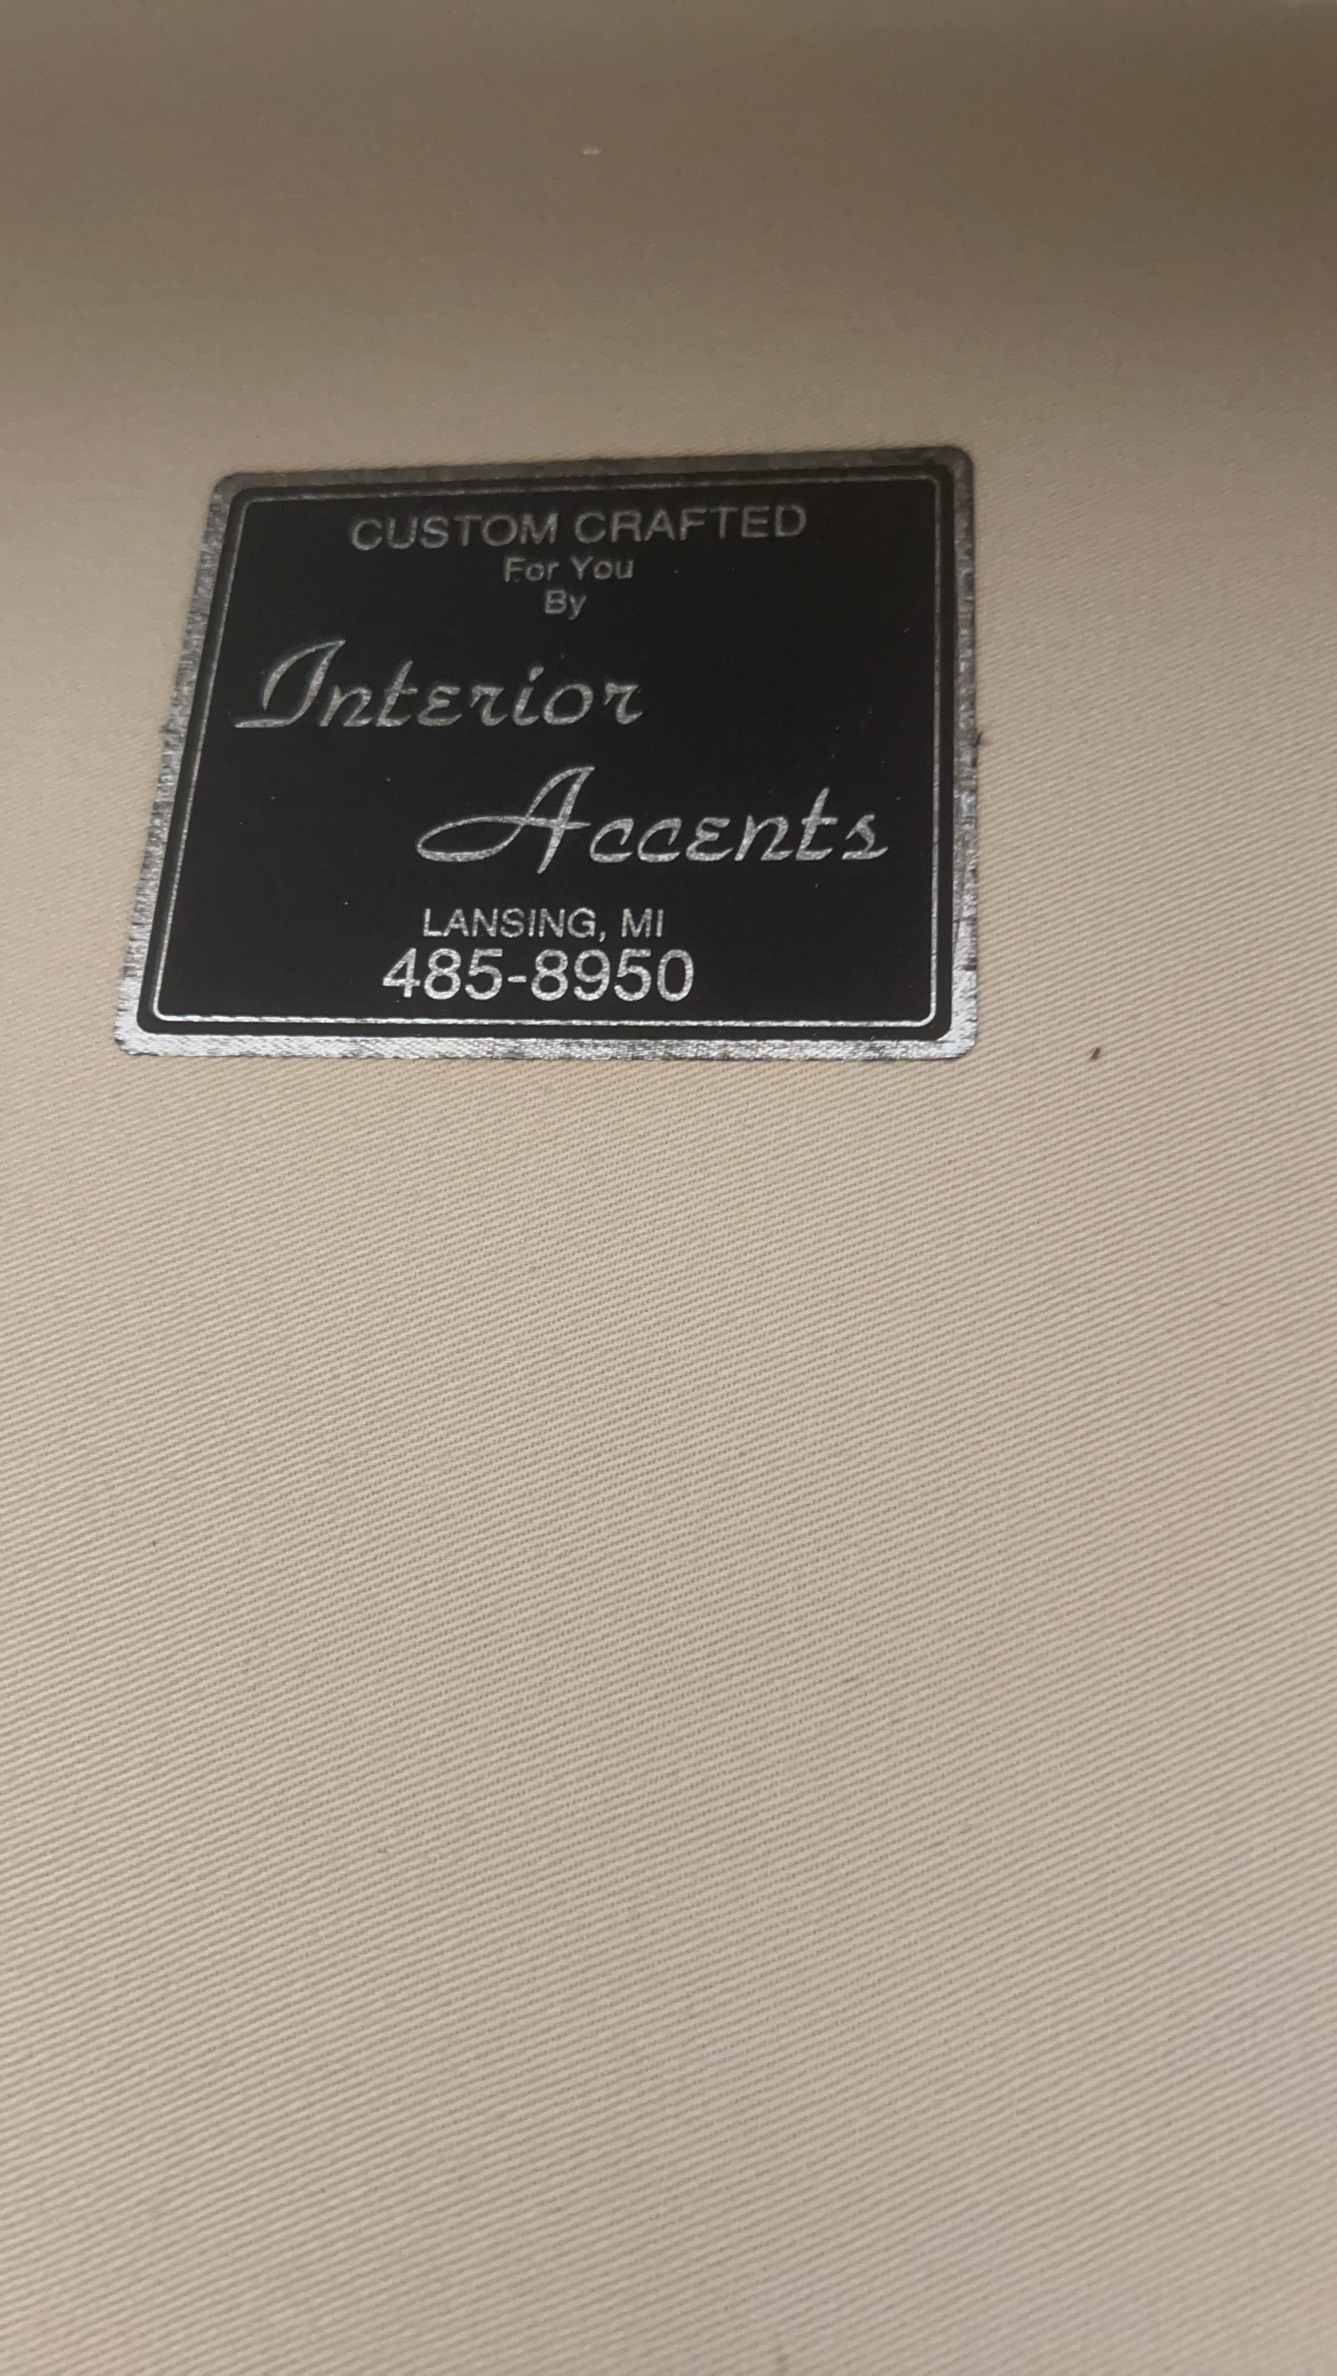 CUSTOM CRAFTED
For You
By
Interior
Accents
LANSING, MI
485-8950